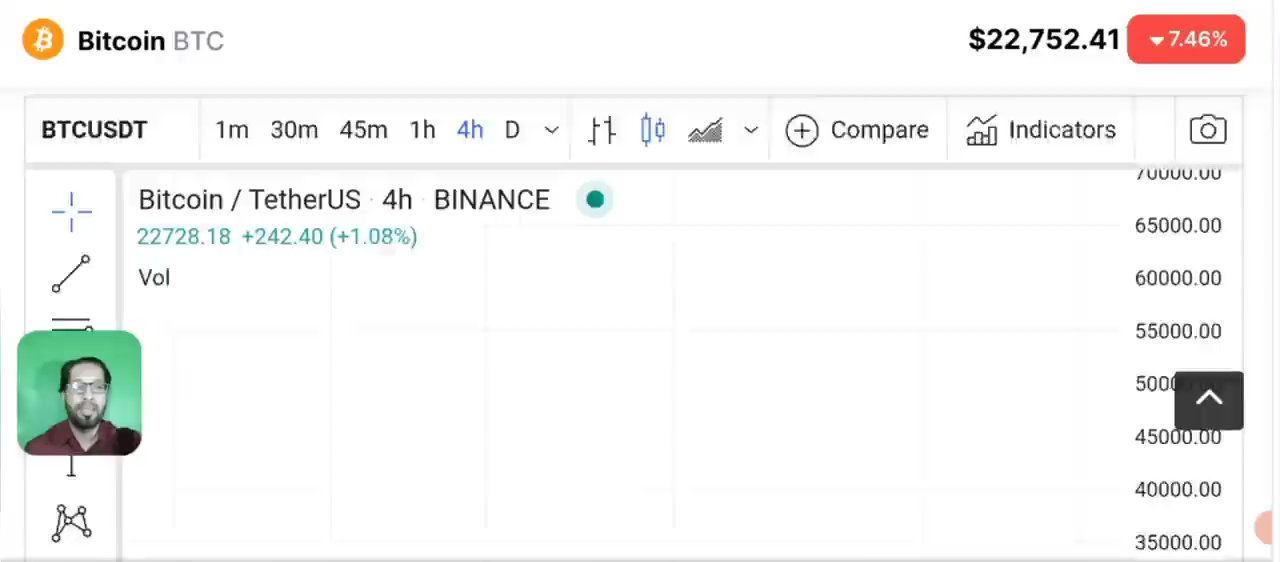 Bitcoin BTC $22,752.41 7.46%
BTCUSDT 1m 30m 45m 1h 4h D Compare Indicators
Bitcoin / TetherUS · 4h · BINANCE
22728.18 +242.40 (+1.08%)
Vol
70000.00
65000.00
60000.00
55000.00
45000.00
40000.00
35000.00